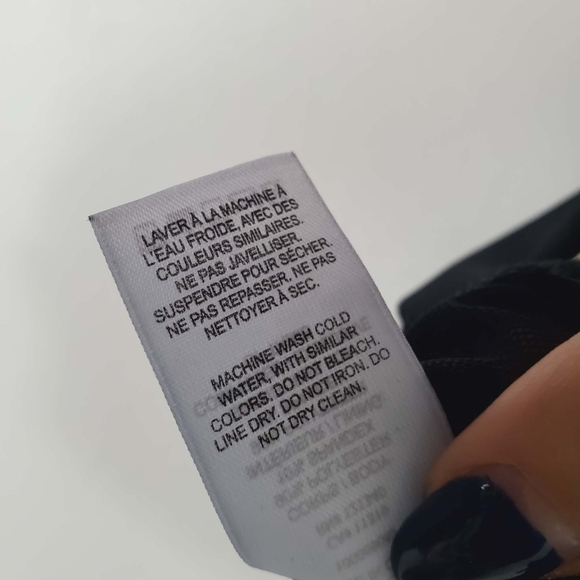 LAVER À LA MACHINE À
L'EAU FROIDE, AVEC DES
COULEURS SIMILAIRES.
NE PAS JAVELLISER.
SUSPENDRE POUR SÉCHER.
NE PAS REPASSER. NE PAS
NETTOYER À SEC.
MACHINE WASH COLD
WATER, WITH SIMILAR
COLORS. DO NOT BLEACH.
LINE DRY. DO NOT IRON. DO
NOT DRY CLEAN.